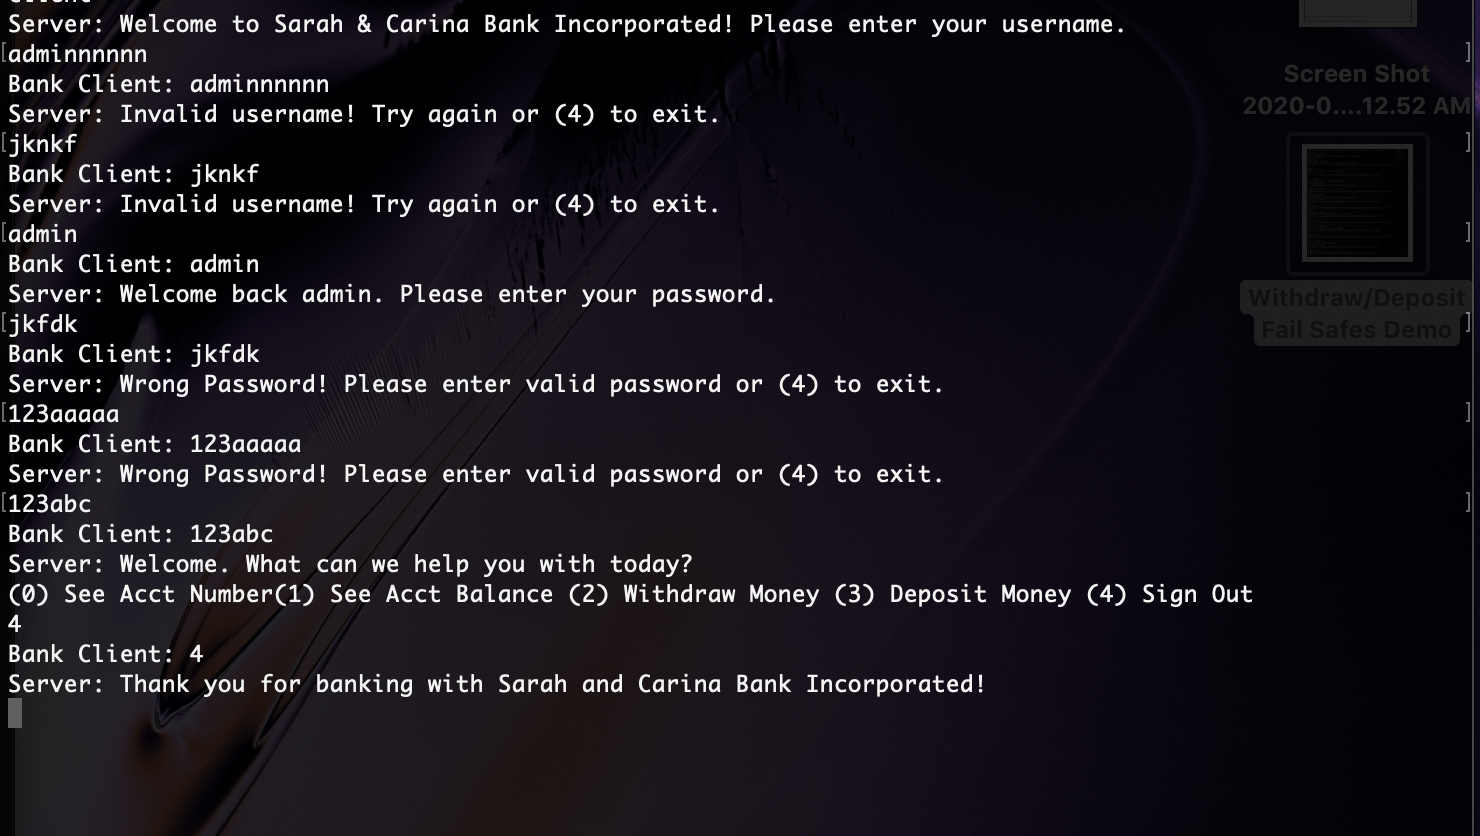 Client
Server: Welcome to Sarah & Carina Bank Incorporated! Please enter your username.
[adminnnnnn ]
Bank Client: adminnnnnn
Server: Invalid username! Try again or (4) to exit.
[jknkf ]
Bank Client: jknkf
Server: Invalid username! Try again or (4) to exit.
[admin ]
Bank Client: admin
Server: Welcome back admin. Please enter your password.
[jkfdk ]
Bank Client: jkfdk
Server: Wrong Password! Please enter valid password or (4) to exit.
[123aaaaa ]
Bank Client: 123aaaaa
Server: Wrong Password! Please enter valid password or (4) to exit.
[123abc ]
Bank Client: 123abc
Server: Welcome. What can we help you with today?
(0) See Acct Number(1) See Acct Balance (2) Withdraw Money (3) Deposit Money (4) Sign Out
4
Bank Client: 4
Server: Thank you for banking with Sarah and Carina Bank Incorporated!
Screen Shot
2020-0....12.52 AM
Withdraw/Deposit
Fail Safes Demo